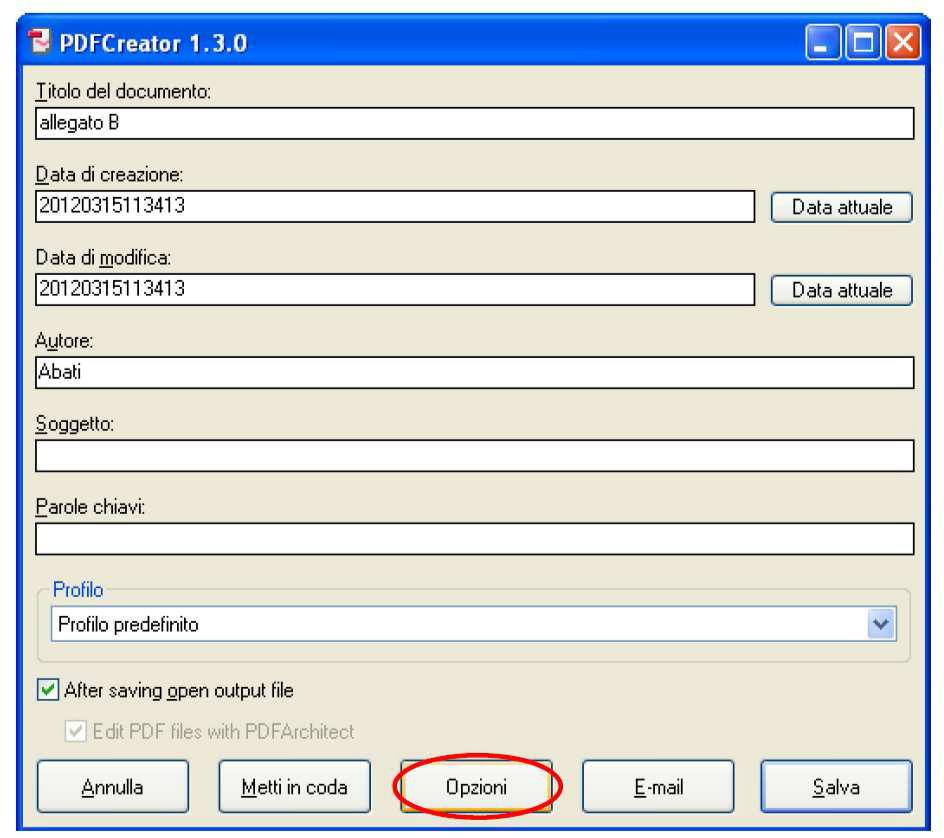 PDFCreator 1.3.0
Titolo del documento:
allegato B
Data di creazione:
20120315113413
Data attuale
Data di modifica:
20120315113413
Data attuale
Autore:
Abati
Soggetto:
Parole chiavi:
Profilo
Profilo predefinito
After saving open output file
Edit PDF files with PDFArchitect
Annulla Metti in coda Opzioni E-mail Salva